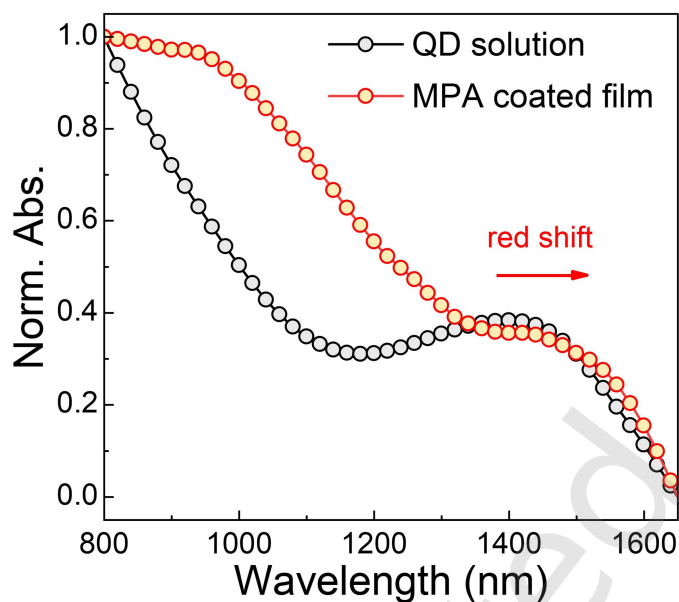 1.0
0.8
0.6
0.4
0.2
0.0
Norm. Abs.
QD solution
MPA coated film
red shift
800 1000 1200 1400 1600
Wavelength (nm)